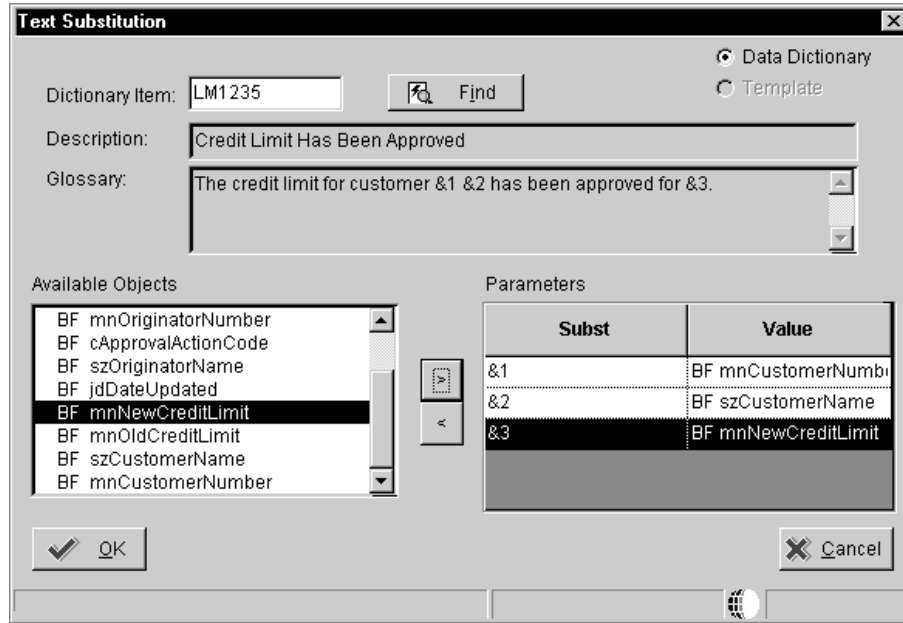 Text Substitution
Data Dictionary
Template
Dictionary Item: LM1235 Find
Description: Credit Limit Has Been Approved
Glossary: The credit limit for customer &1 &2 has been approved for &3.
Available Objects
BF mnOriginatorNumber
BF cApprovalActionCode
BF szOriginatorName
BF jdDateUpdated
BF mnNewCreditLimit
BF mnOldCreditLimit
BF szCustomerName
BF mnCustomerNumber
>
<
Parameters
Subst Value
&1 BF mnCustomerNumb
&2 BF szCustomerName
&3 BF mnNewCreditLimit
OK
Cancel